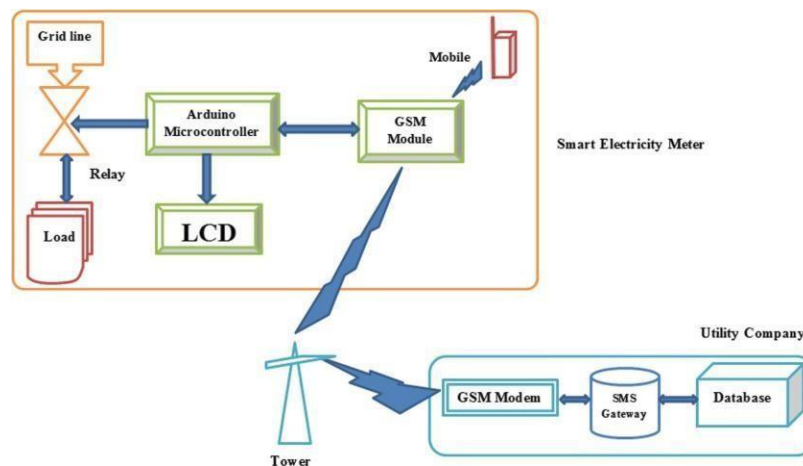 Grid line
Mobile
Arduino
Microcontroller
GSM
Module
Smart Electricity Meter
Relay
Load
LCD
Utility Company
GSM Modem
SMS
Gateway
Database
Tower